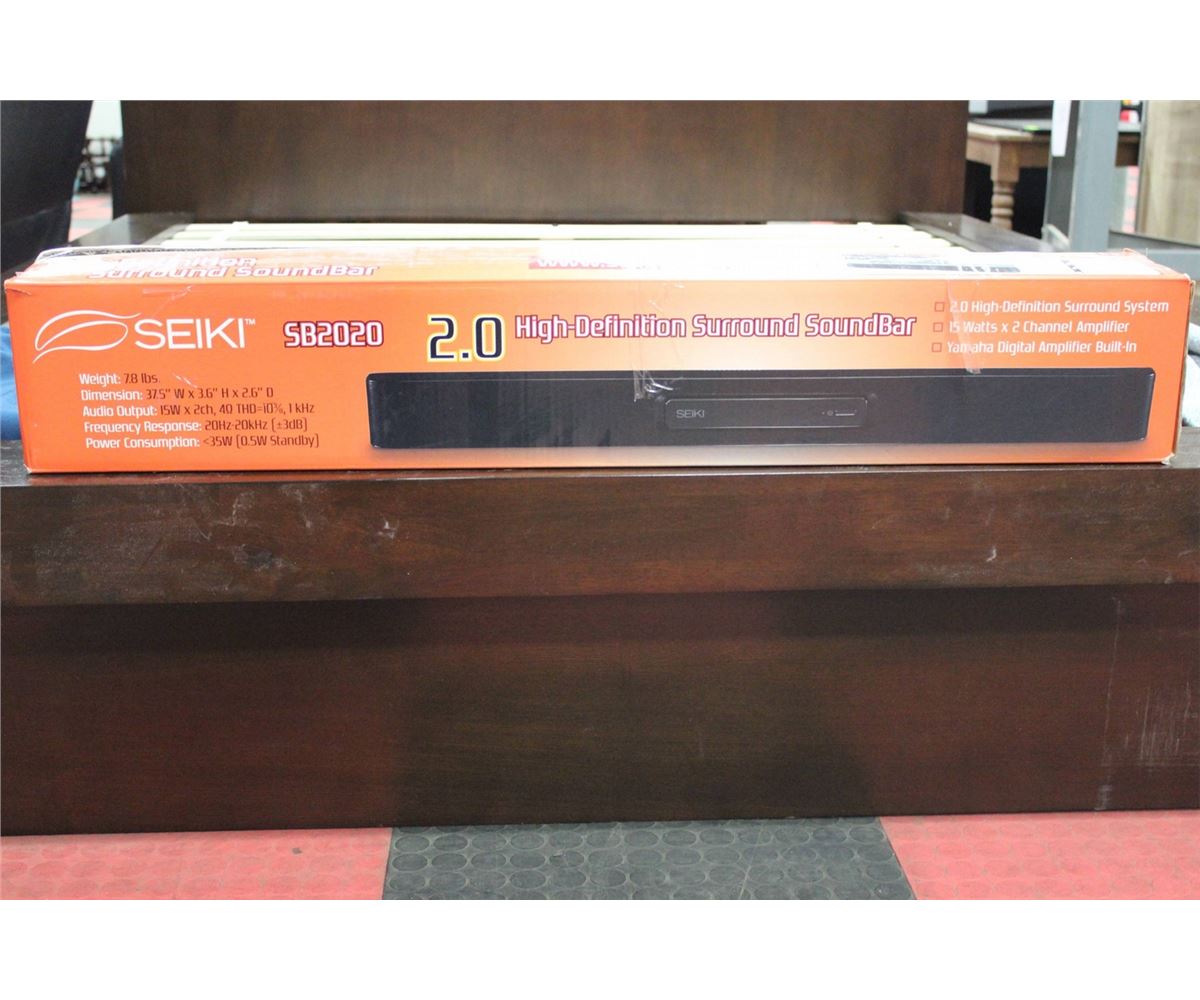 Definition
Surround SoundBar
SEIKI™
SB2020
2.0
High-Definition Surround SoundBar
2.0 High-Definition Surround System
15 Watts x 2 Channel Amplifier
Yamaha Digital Amplifier Built-In
Weight: 7.8 lbs.
Dimension: 37.5" W x 3.6" H x 2.6" D
Audio Output: 15W x 2ch, 4Ω THD=10%, 1 kHz
Frequency Response: 20Hz-20kHz (±3dB)
Power Consumption: <35W (0.5W Standby)
SEIKI